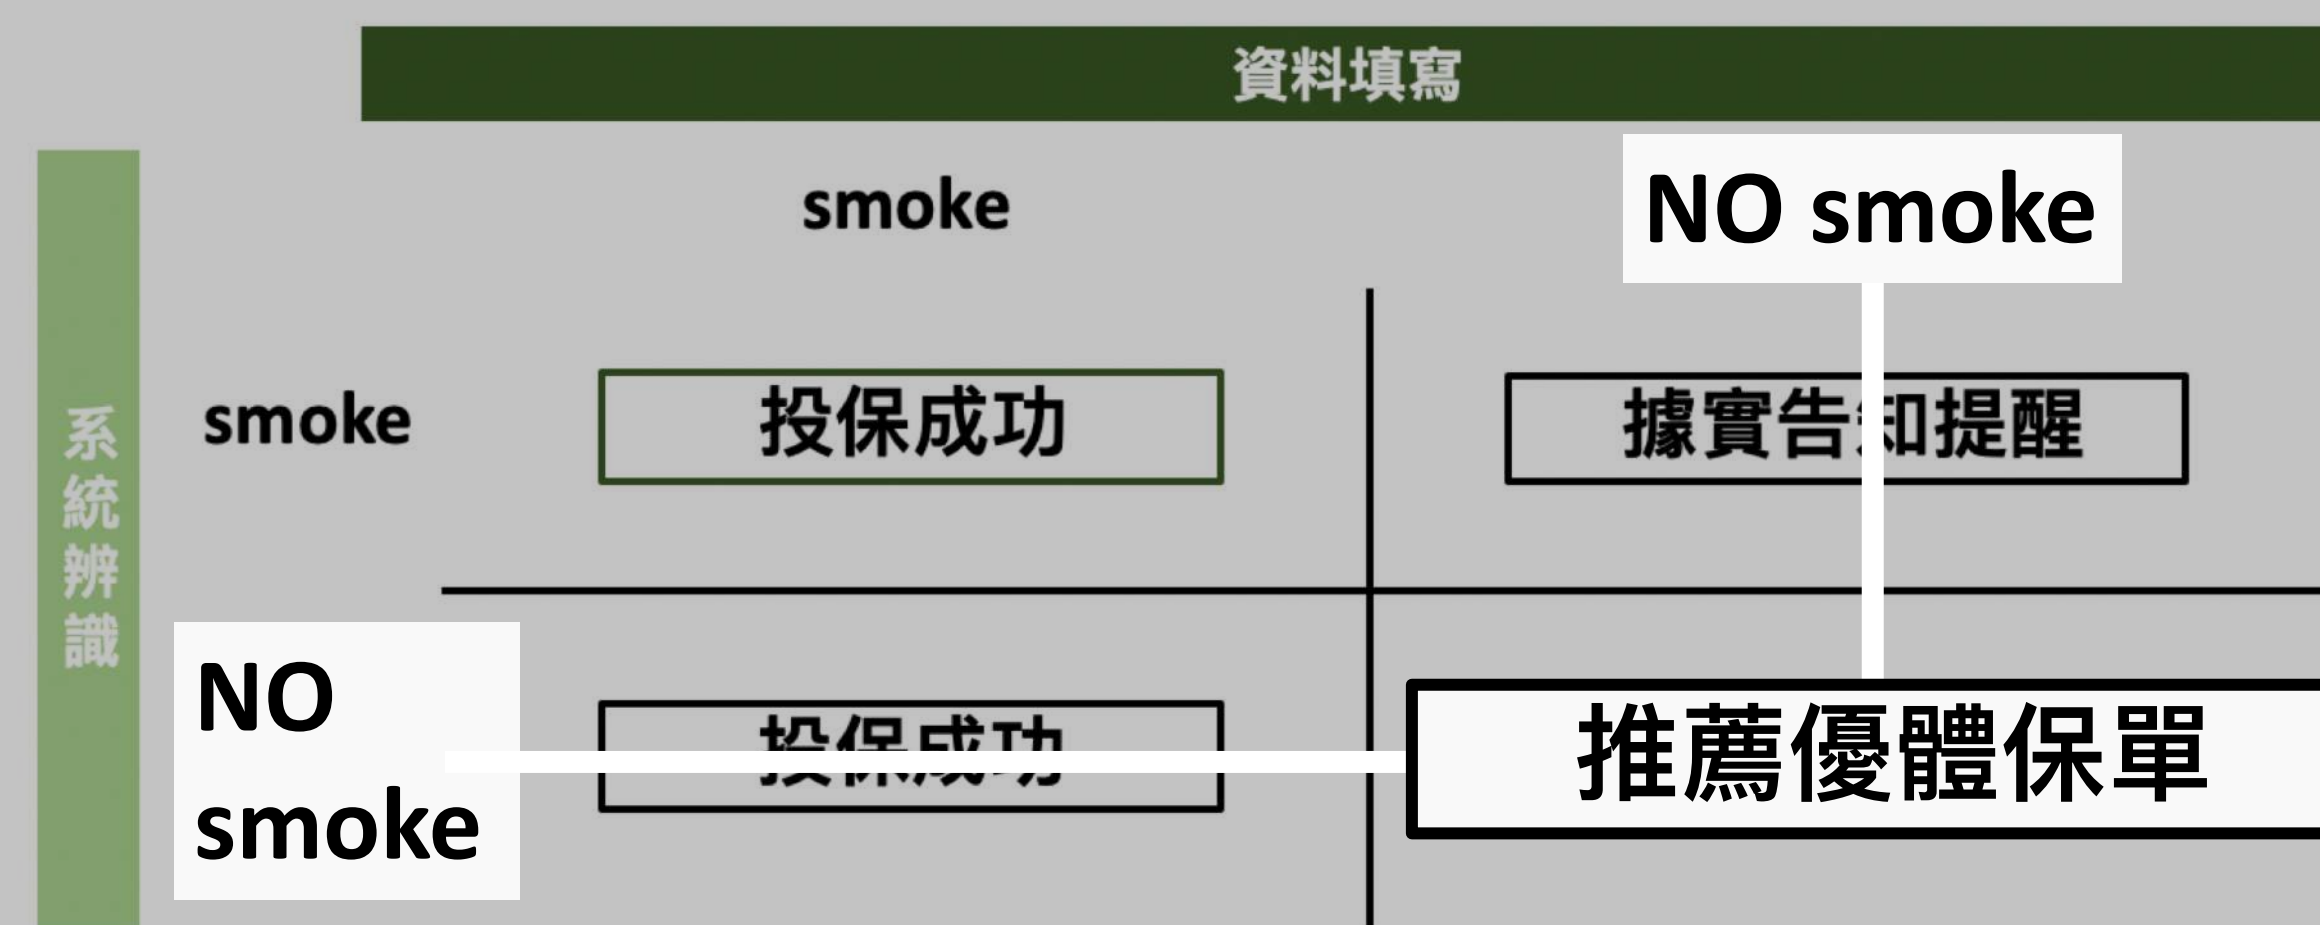 資料填寫
smoke
NO smoke
系統辨識
smoke
投保成功
據實告知提醒
NO
smoke
投保成功
推薦優體保單